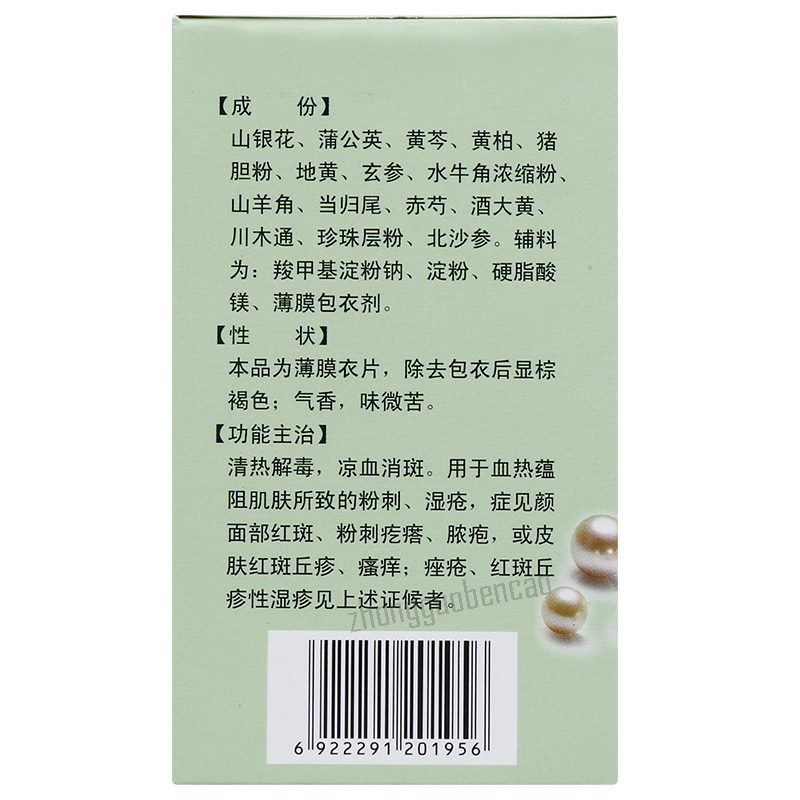 【成　份】
山银花、蒲公英、黄芩、黄柏、猪
胆粉、地黄、玄参、水牛角浓缩粉、
山羊角、当归尾、赤芍、酒大黄、
川木通、珍珠层粉、北沙参。辅料
为：羧甲基淀粉钠、淀粉、硬脂酸
镁、薄膜包衣剂。
【性　状】
本品为薄膜衣片，除去包衣后显棕
褐色；气香，味微苦。
【功能主治】
清热解毒，凉血消斑。用于血热蕴
阻肌肤所致的粉刺、湿疮，症见颜
面部红斑、粉刺疙瘩、脓疱，或皮
肤红斑丘疹、瘙痒；痤疮、红斑丘
疹性湿疹见上述证候者。
zhongguobencao
6 922291 201956